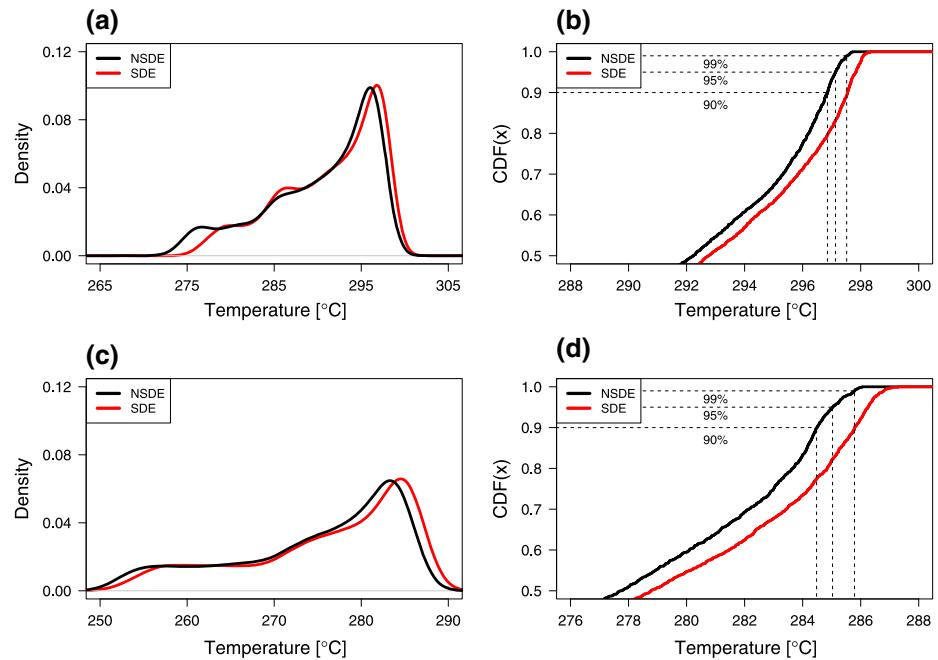 (a)
NSDE
SDE
0.12
0.08
0.04
0.00
Density
265 275 285 295 305
Temperature [°C]
(b)
NSDE
SDE
99%
95%
90%
1.0
0.9
0.8
0.7
0.6
0.5
CDF(x)
288 290 292 294 296 298 300
Temperature [°C]
(c)
NSDE
SDE
0.12
0.08
0.04
0.00
Density
250 260 270 280 290
Temperature [°C]
(d)
NSDE
SDE
99%
95%
90%
1.0
0.9
0.8
0.7
0.6
0.5
CDF(x)
276 278 280 282 284 286 288
Temperature [°C]